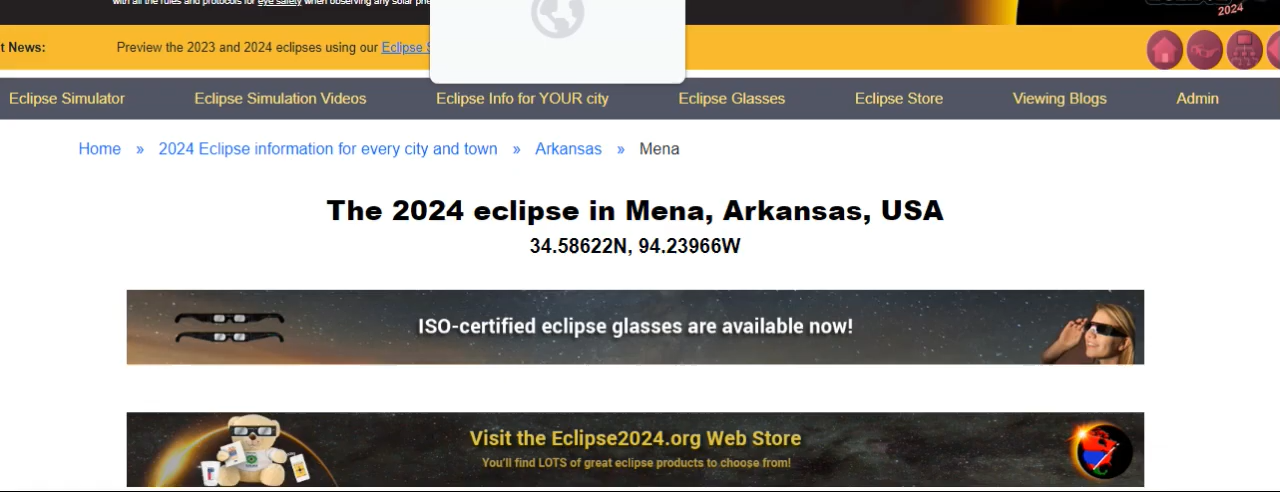 with all the rules and protocols for eye safety when observing any solar
2024
t News:
Preview the 2023 and 2024 eclipses using our Eclipse
Eclipse Simulator Eclipse Simulation Videos Eclipse Info for YOUR city Eclipse Glasses Eclipse Store Viewing Blogs Admin
Home » 2024 Eclipse information for every city and town » Arkansas » Mena
The 2024 eclipse in Mena, Arkansas, USA
34.58622N, 94.23966W
ISO-certified eclipse glasses are available now!
Visit the Eclipse2024.org Web Store
You'll find LOTS of great eclipse products to choose from!